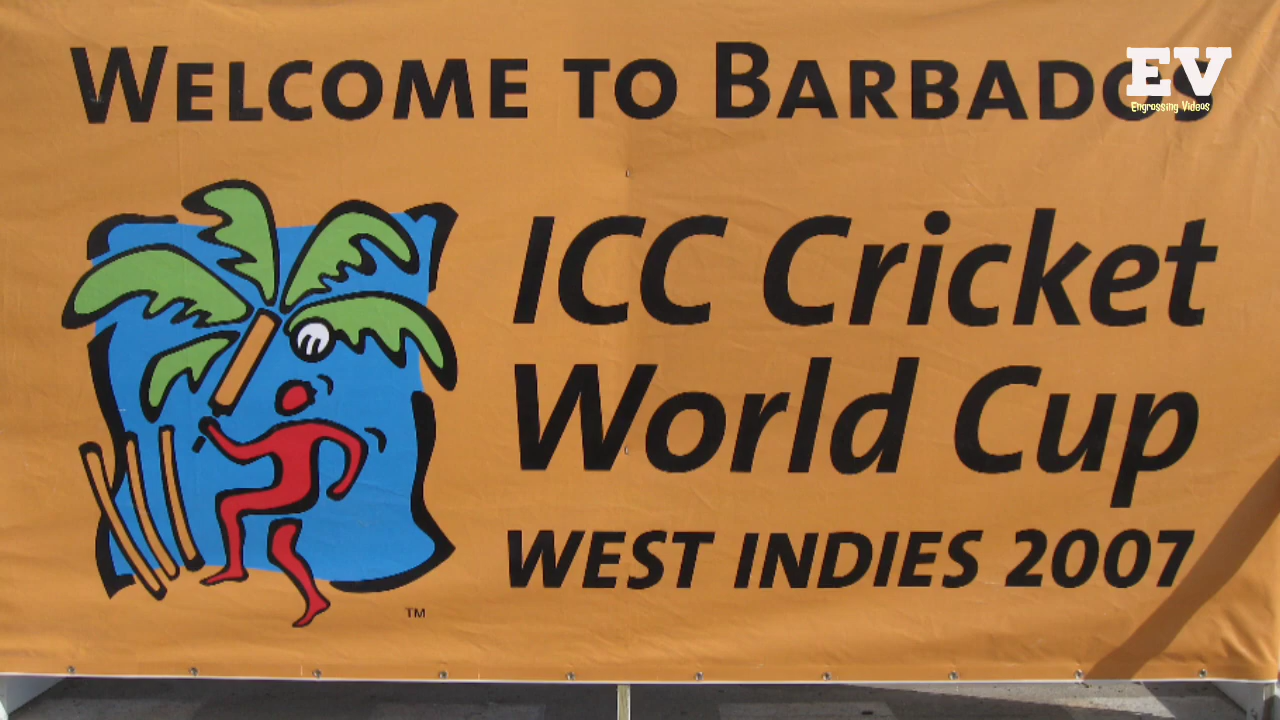 WELCOME TO BARBADOS
EV
Engrossing Videos
ICC Cricket
World Cup
WEST INDIES 2007
TM